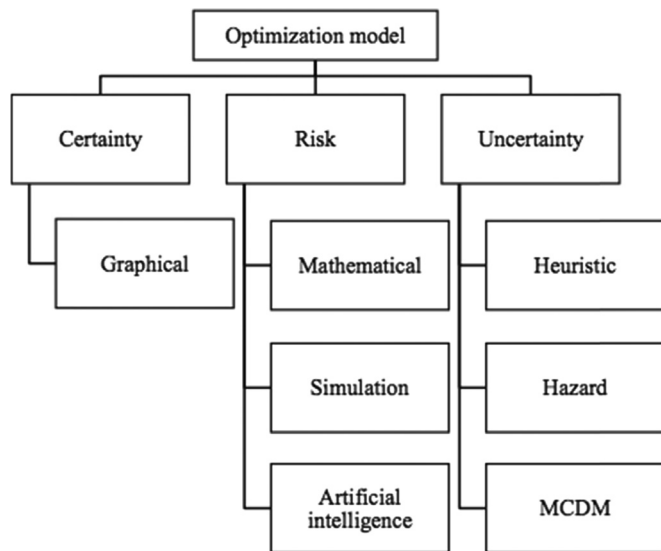 Optimization model
Certainty
Risk
Uncertainty
Graphical
Mathematical
Heuristic
Simulation
Hazard
Artificial
intelligence
MCDM